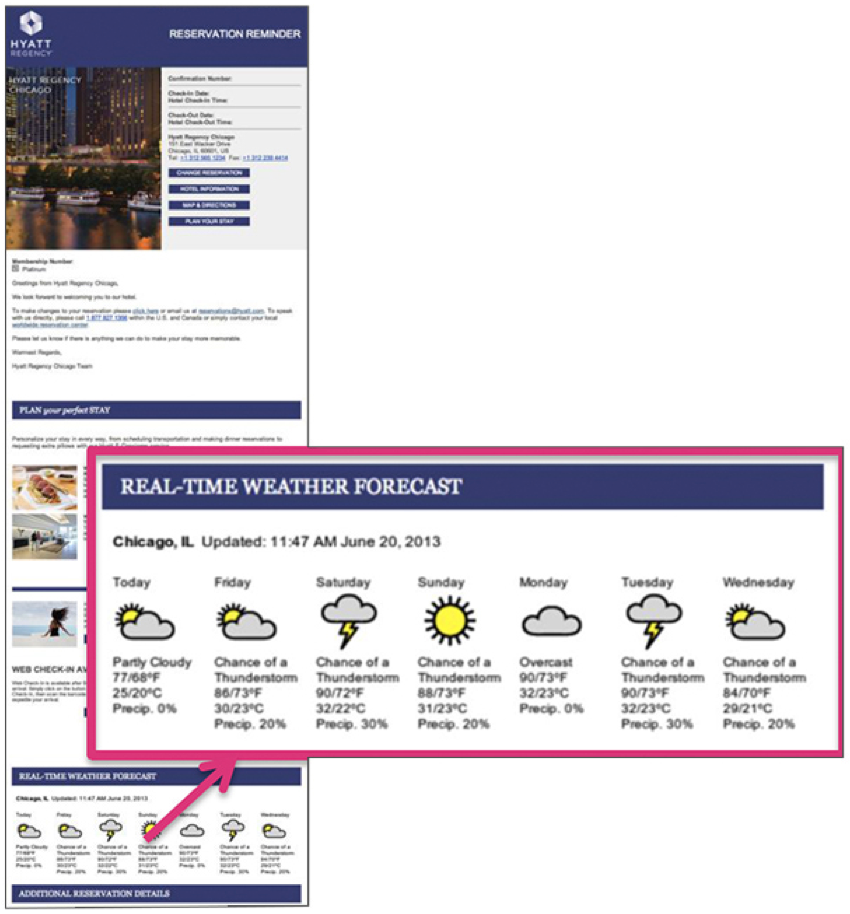 HYATT
REGENCY
RESERVATION REMINDER
HYATT REGENCY
CHICAGO
Confirmation Number:
Check-In Date:
Hotel Check-In Time:
Check-Out Date:
Hotel Check-Out Time:
Hyatt Regency Chicago
151 East Wacker Drive
Chicago, IL 60601, US
Tel: +1 312 565 1234 Fax: +1 312 239 4414
CHANGE RESERVATION
HOTEL INFORMATION
MAP & DIRECTIONS
PLAN YOUR STAY
Membership Number:
Platinum
Greetings from Hyatt Regency Chicago,
We look forward to welcoming you to our hotel.
To make changes to your reservation please click here or email us at reservations@hyatt.com. To speak
with us directly, please call 1 877 827 1398 within the U.S. and Canada or simply contact your local
worldwide reservation center.
Please let us know if there is anything we can do to make your stay more memorable.
Warmest Regards,
Hyatt Regency Chicago Team
PLAN your perfect STAY
Personalize your stay in every way, from scheduling transportation and making dinner reservations to
requesting extra pillows with
REAL-TIME WEATHER FORECAST
Chicago, IL Updated: 11:47 AM June 20, 2013
Today Friday Saturday Sunday Monday Tuesday Wednesday
Partly Cloudy Chance of a Chance of a Chance of a Overcast Chance of a Chance of a
77/68°F Thunderstorm Thunderstorm Thunderstorm 90/73°F Thunderstorm Thunderstorm
25/20°C 86/73°F 90/72°F 88/73°F 32/23°C 90/73°F 84/70°F
Precip. 0% 30/23°C 32/22°C 31/23°C Precip. 0% 32/23°C 29/21°C
Precip. 20% Precip. 30% Precip. 20% Precip. 30% Precip. 20%
WEB CHECK-IN AV
REAL-TIME WEATHER FORECAST
Chicago, IL Updated: 11:47 AM June 20, 2013
Today Friday Saturday Sunday Monday Tuesday Wednesday
Partly Cloudy Chance of a Chance of a Chance of a Overcast Chance of a Chance of a
77/68°F Thunderstorm Thunderstorm Thunderstorm 90/73°F Thunderstorm Thunderstorm
25/20°C 86/73°F 90/72°F 88/73°F 32/23°C 90/73°F 84/70°F
Precip. 0% 30/23°C 32/22°C 31/23°C Precip. 0% 32/23°C 29/21°C
Precip. 20% Precip. 30% Precip. 20% Precip. 30% Precip. 20%
ADDITIONAL RESERVATION DETAILS